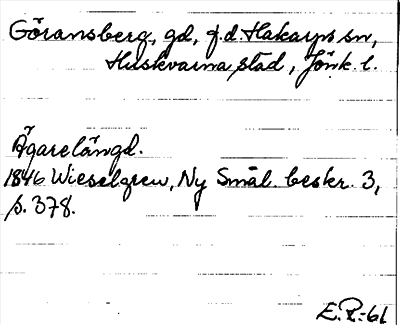 Göransberg, gd, f.d. Hakarps sn,
Huskvarna stad, Jönk. l.
Ägarelängd.
1846 Wieselgren, Ny Smål. beskr. 3,
s. 378.
E.R.-61